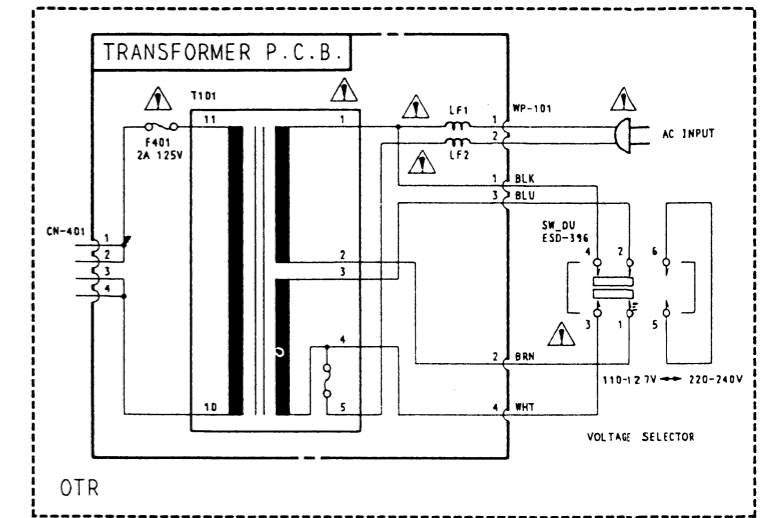 TRANSFORMER P.C.B.
T101
LF1
WP-101
11
1
1
F401
2A 125V
2
AC INPUT
LF2
1 BLK
3 BLU
CN-401
SW_DU
ESD-396
1
2
3
4
2
3
4 2 6
3 1 5
4
2 BRN
110-127V ↔ 220-240V
10
5
4 WHT
VOLTAGE SELECTOR
OTR